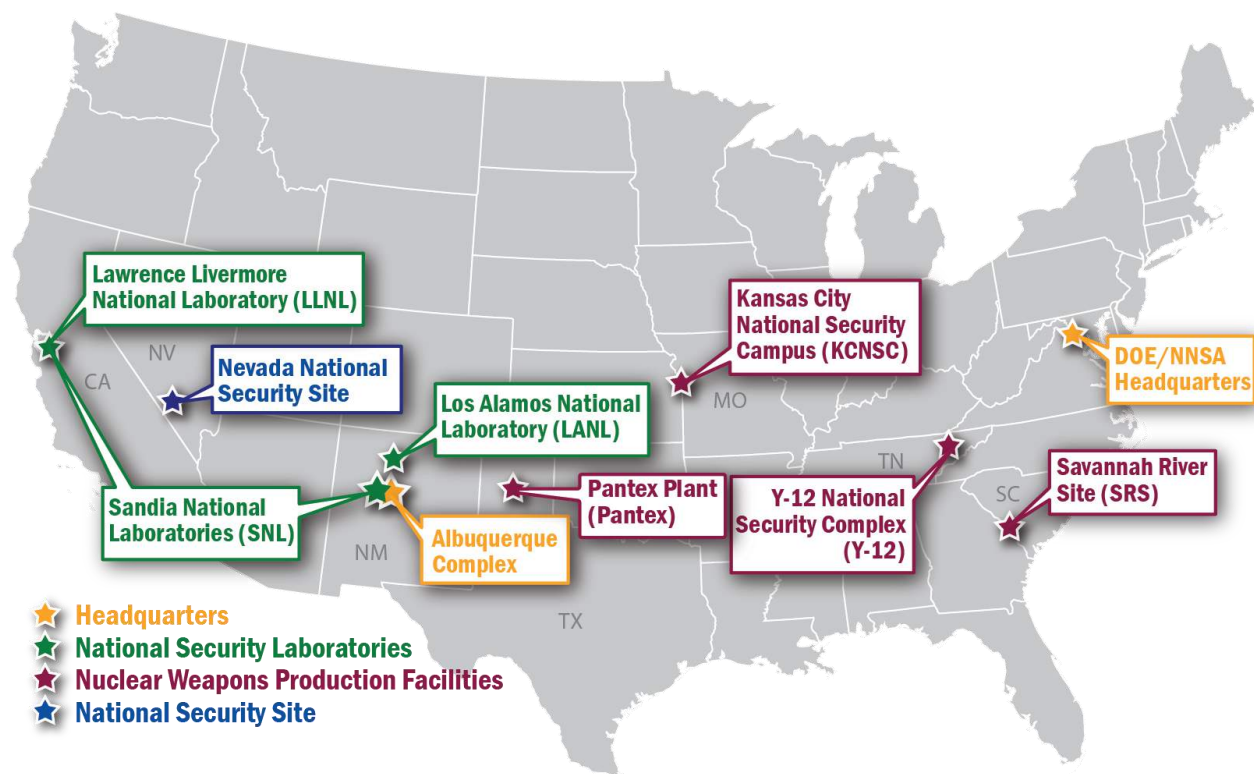 Lawrence Livermore
National Laboratory (LLNL)
NV
CA
Nevada National
Security Site
Los Alamos National
Laboratory (LANL)
Sandia National
Laboratories (SNL)
NM
Albuquerque
Complex
Pantex Plant
(Pantex)
TX
Kansas City
National Security
Campus (KCNSC)
MO
DOE/NNSA
Headquarters
TN
Y-12 National
Security Complex
(Y-12)
SC
Savannah River
Site (SRS)
Headquarters
National Security Laboratories
Nuclear Weapons Production Facilities
National Security Site